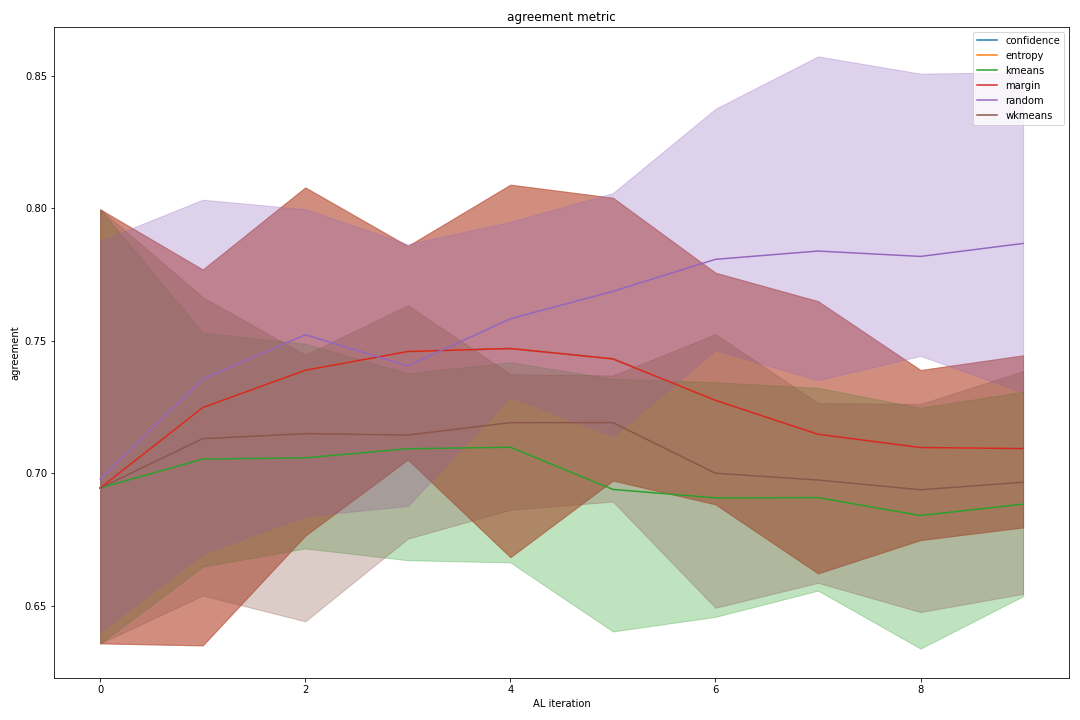 agreement metric
confidence
entropy
kmeans
margin
random
wkmeans
0.85
0.80
0.75
0.70
0.65
agreement
0 2 4 6 8
AL iteration